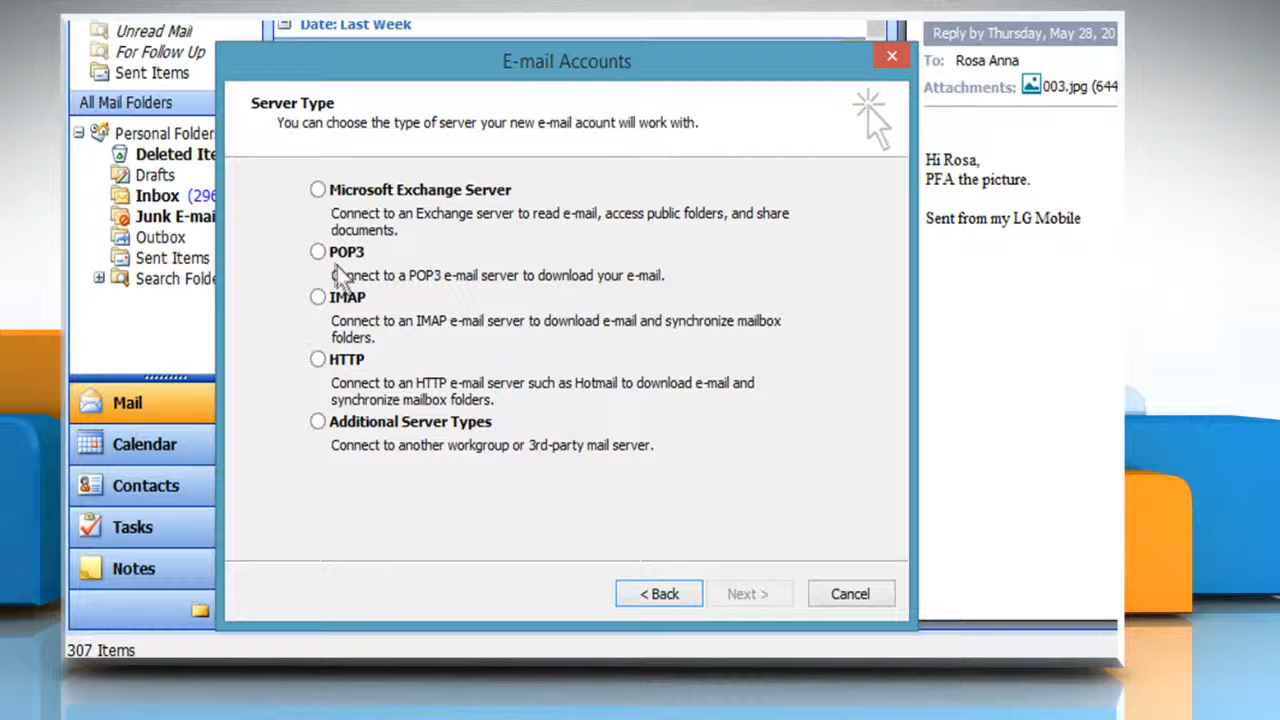 Unread Mail
For Follow Up
Sent Items
All Mail Folders
Personal Folder
Deleted Ite
Drafts
Inbox (296
Junk E-mai
Outbox
Sent Items
Search Folde
Mail
Calendar
Contacts
Tasks
Notes
307 Items
Date: Last Week
E-mail Accounts
Server Type
You can choose the type of server your new e-mail acount will work with.
Microsoft Exchange Server
Connect to an Exchange server to read e-mail, access public folders, and share
documents.
POP3
Connect to a POP3 e-mail server to download your e-mail.
IMAP
Connect to an IMAP e-mail server to download e-mail and synchronize mailbox
folders.
HTTP
Connect to an HTTP e-mail server such as Hotmail to download e-mail and
synchronize mailbox folders.
Additional Server Types
Connect to another workgroup or 3rd-party mail server.
< Back
Next >
Cancel
Reply by Thursday, May 28, 20
To: Rosa Anna
Attachments: 003.jpg (644
Hi Rosa,
PFA the picture.
Sent from my LG Mobile